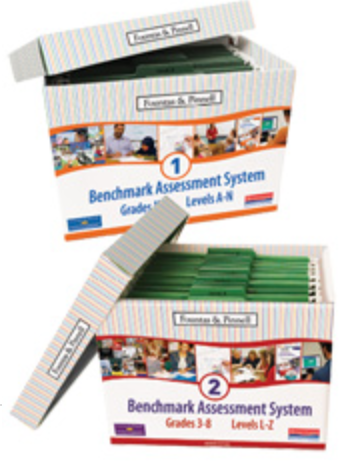 Fountas & Pinnell
Fountas & Pinnell
1
Benchmark Assessment System
Grades
Levels A-N
Fountas & Pinnell
Fountas & Pinnell
2
Benchmark Assessment System
Grades 3-8 Levels L-Z